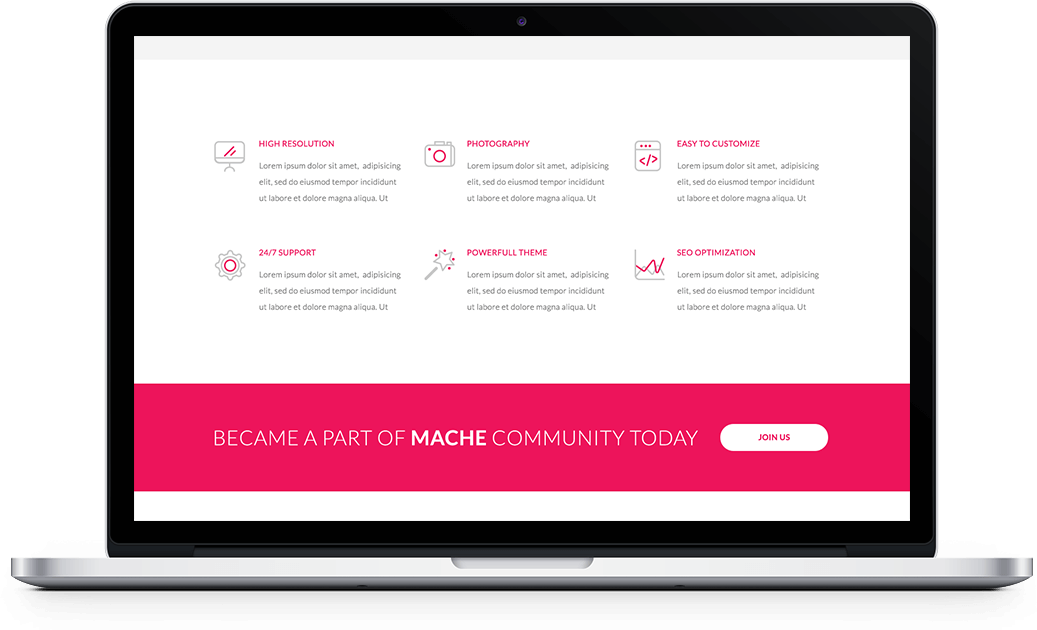 HIGH RESOLUTION
Lorem ipsum dolor sit amet, adipisicing
elit, sed do eiusmod tempor incididunt
ut labore et dolore magna aliqua. Ut
PHOTOGRAPHY
Lorem ipsum dolor sit amet, adipisicing
elit, sed do eiusmod tempor incididunt
ut labore et dolore magna aliqua. Ut
EASY TO CUSTOMIZE
Lorem ipsum dolor sit amet, adipisicing
elit, sed do eiusmod tempor incididunt
ut labore et dolore magna aliqua. Ut
24/7 SUPPORT
Lorem ipsum dolor sit amet, adipisicing
elit, sed do eiusmod tempor incididunt
ut labore et dolore magna aliqua. Ut
POWERFULL THEME
Lorem ipsum dolor sit amet, adipisicing
elit, sed do eiusmod tempor incididunt
ut labore et dolore magna aliqua. Ut
SEO OPTIMIZATION
Lorem ipsum dolor sit amet, adipisicing
elit, sed do eiusmod tempor incididunt
ut labore et dolore magna aliqua. Ut
BECAME A PART OF MACHE COMMUNITY TODAY
JOIN US